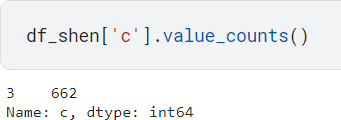 df_shen['c'].value_counts()
3    662
Name: c, dtype: int64